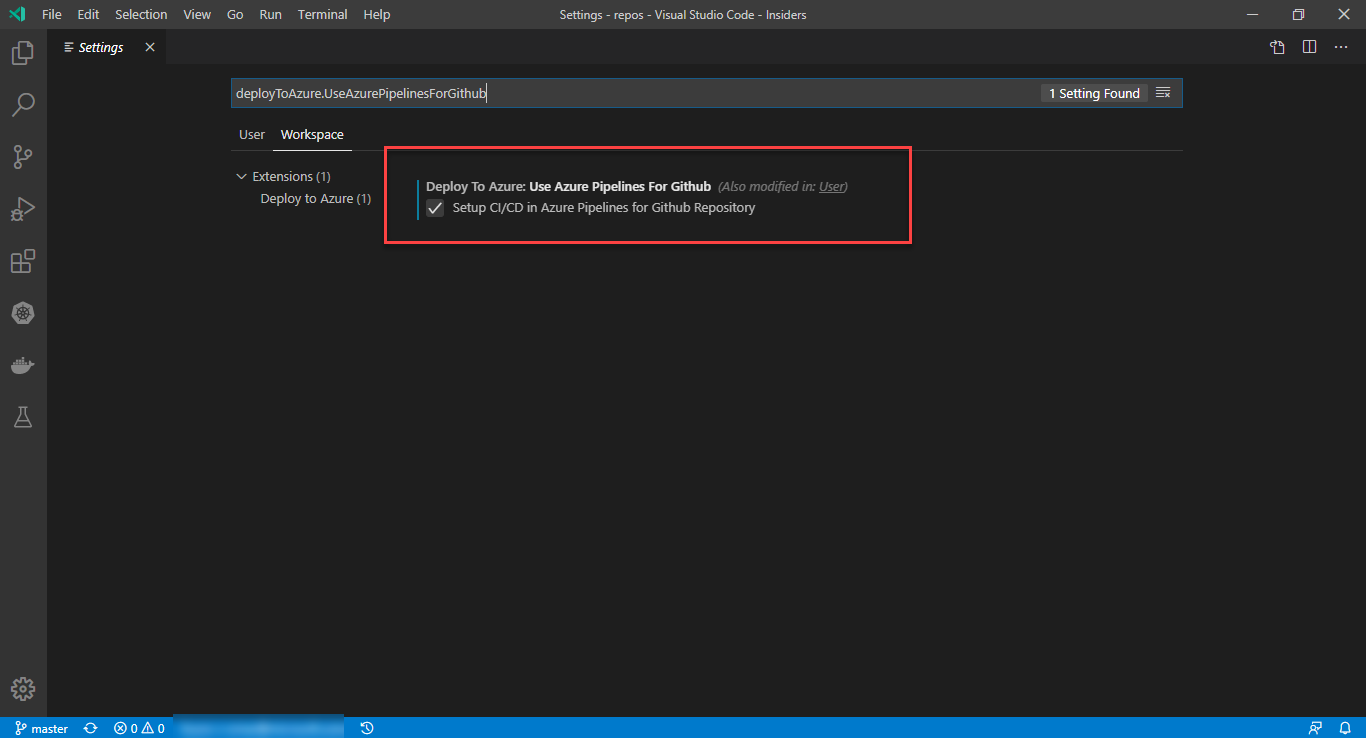 File Edit Selection View Go Run Terminal Help
Settings - repos - Visual Studio Code - Insiders
Settings
deployToAzure.UseAzurePipelinesForGithub
1 Setting Found
User Workspace
Extensions (1)
Deploy to Azure (1)
Deploy To Azure: Use Azure Pipelines For Github (Also modified in: User)
Setup CI/CD in Azure Pipelines for Github Repository
master 0 0